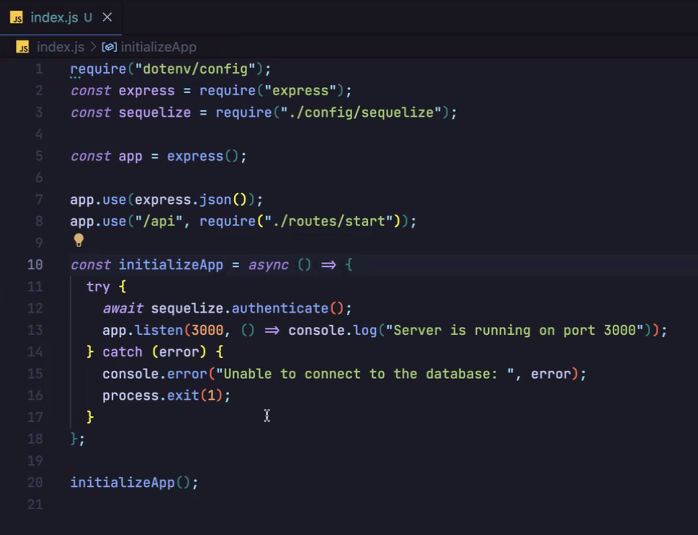 JS index.js U ×
JS index.js > initializeApp
1 require("dotenv/config");
2 const express = require("express");
3 const sequelize = require("./config/sequelize");
4
5 const app = express();
6
7 app.use(express.json());
8 app.use("/api", require("./routes/start"));
9
10 const initializeApp = async () => {
11 try {
12 await sequelize.authenticate();
13 app.listen(3000, () => console.log("Server is running on port 3000"));
14 } catch (error) {
15 console.error("Unable to connect to the database: ", error);
16 process.exit(1);
17 }
18 };
19
20 initializeApp();
21